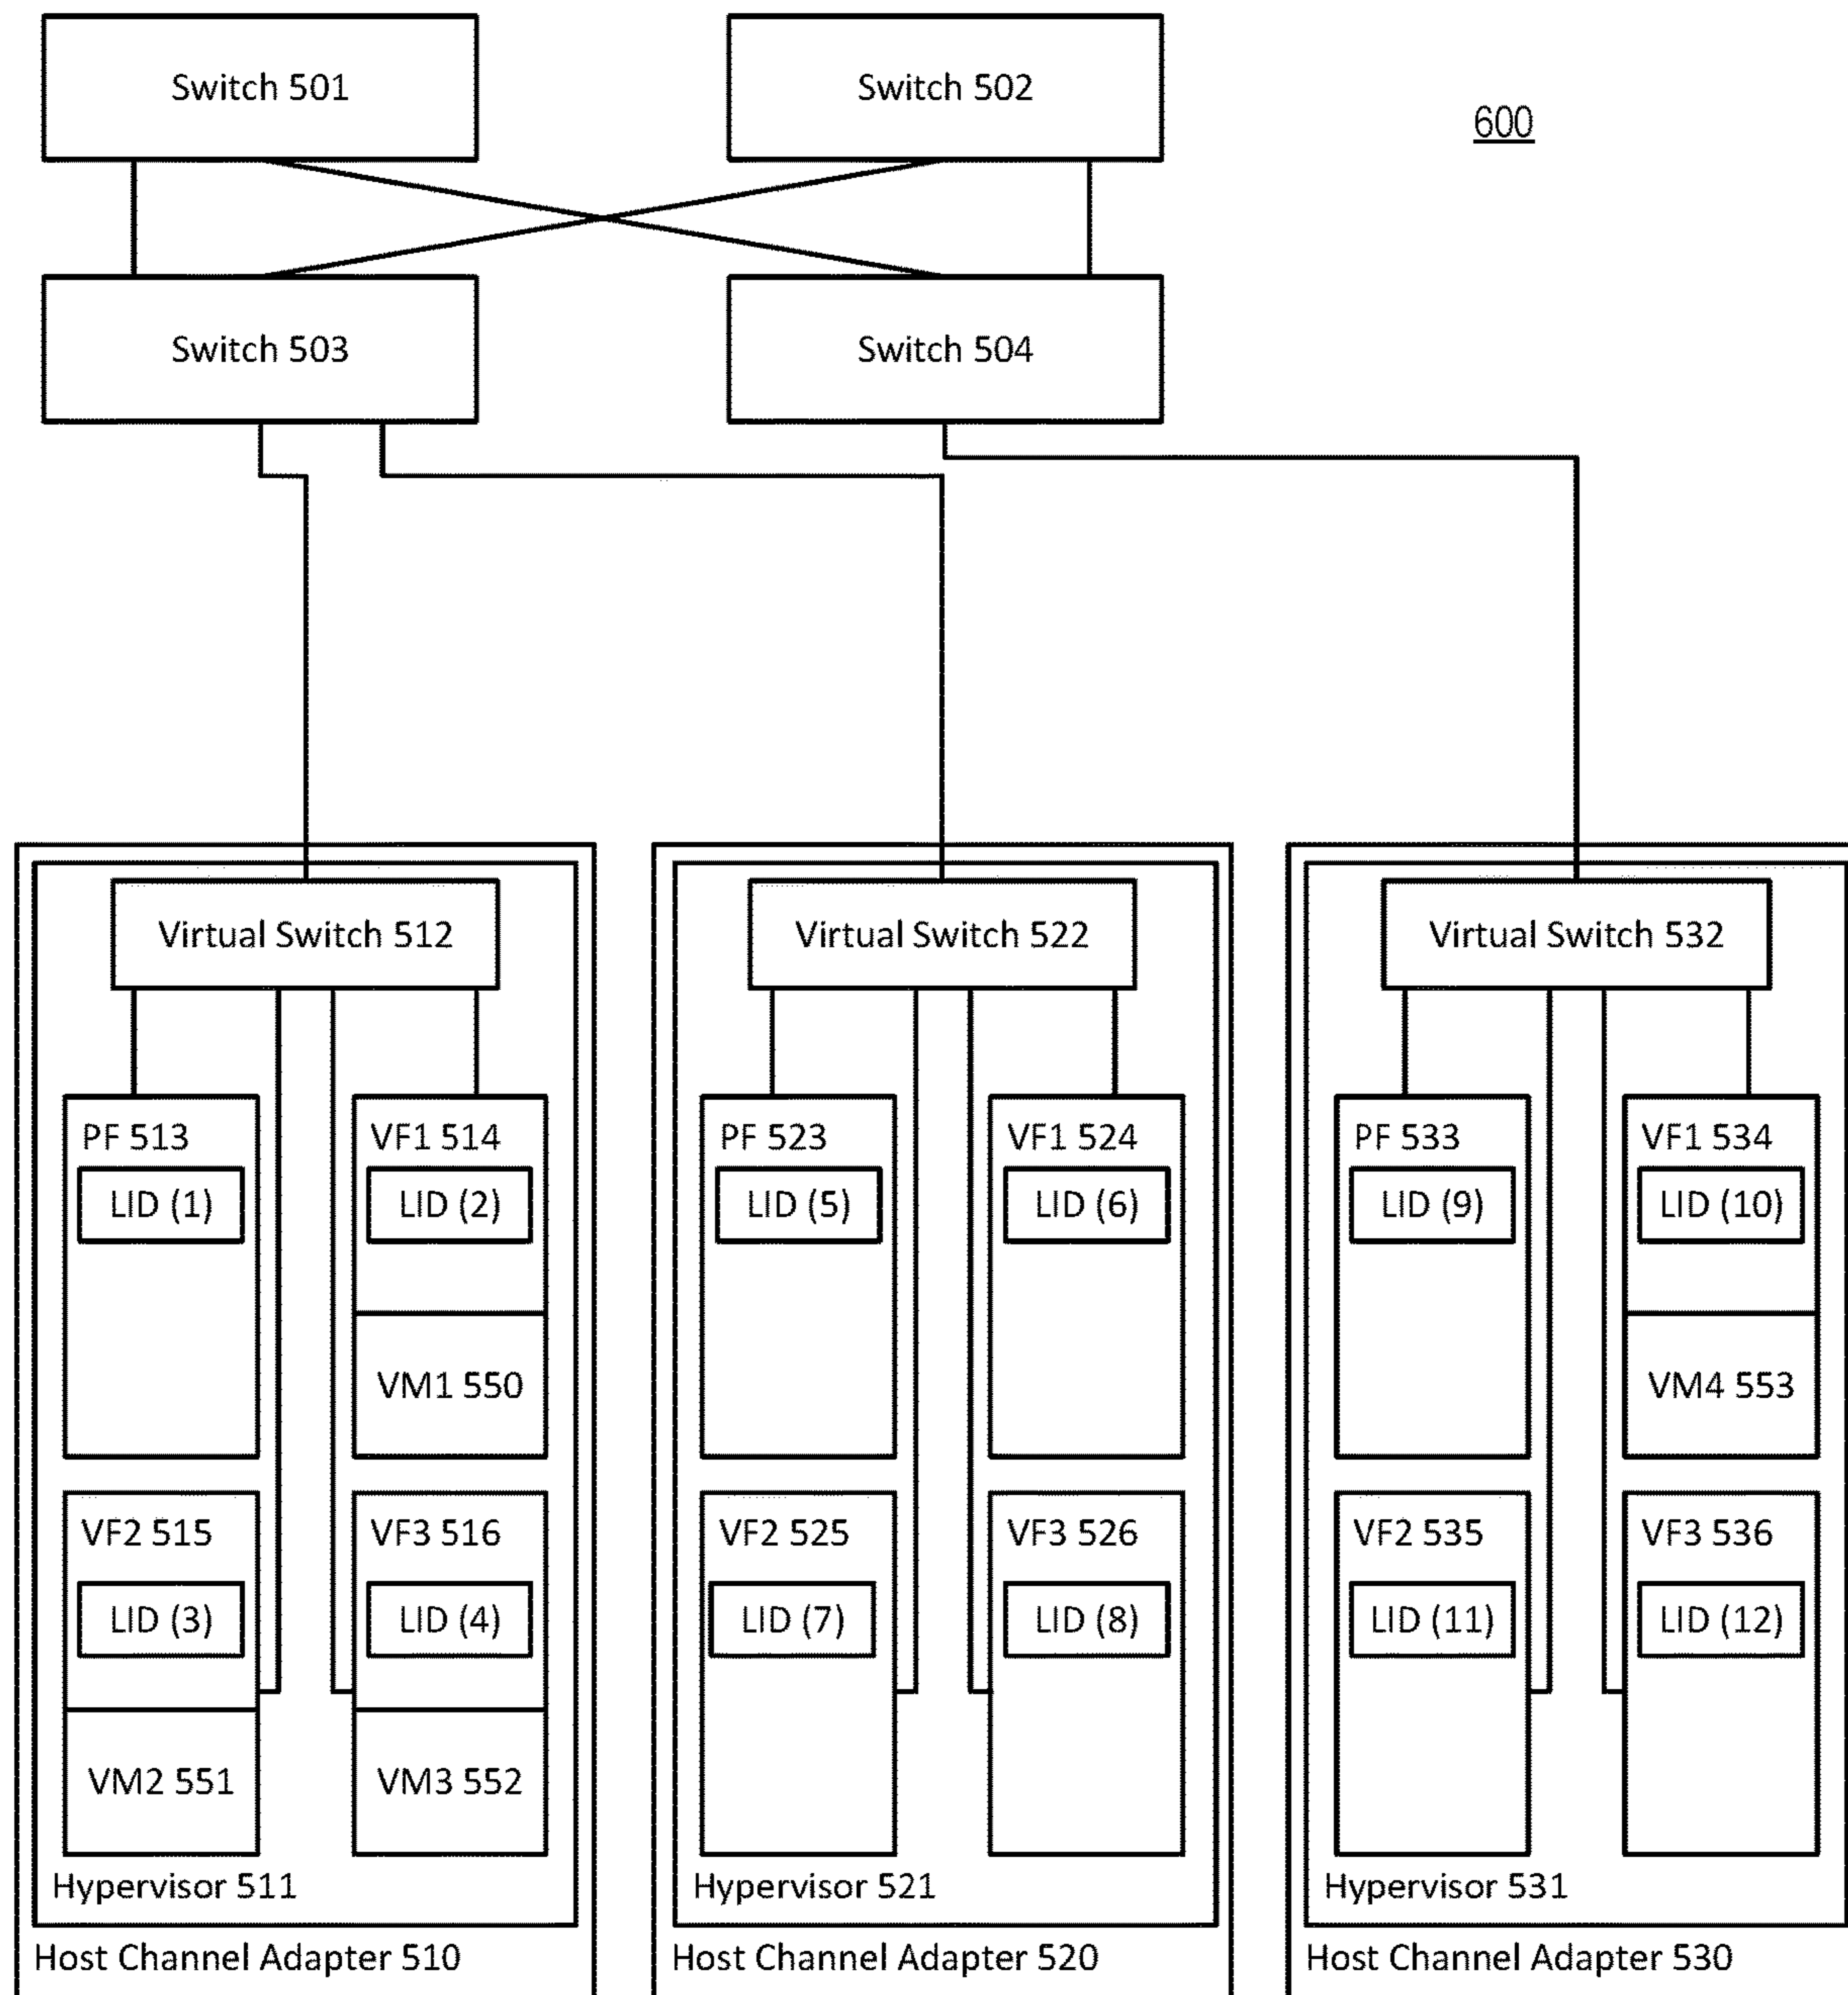 Switch 501
Switch 502
600
Switch 503
Switch 504
Virtual Switch 512
Virtual Switch 522
Virtual Switch 532
PF 513
LID (1)
VF1 514
LID (2)
VM1 550
VF2 515
LID (3)
VM2 551
VF3 516
LID (4)
VM3 552
Hypervisor 511
Host Channel Adapter 510
PF 523
LID (5)
VF1 524
LID (6)
VF2 525
LID (7)
VF3 526
LID (8)
Hypervisor 521
Host Channel Adapter 520
PF 533
LID (9)
VF1 534
LID (10)
VM4 553
VF2 535
LID (11)
VF3 536
LID (12)
Hypervisor 531
Host Channel Adapter 530